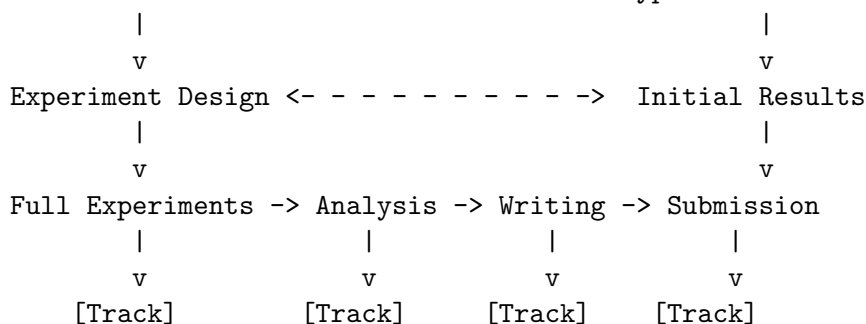 |                                   |
v                                   v
Experiment Design <- - - - - - - - - - -> Initial Results
|                                   |
v                                   v
Full Experiments -> Analysis -> Writing -> Submission
|            |          |          |
v            v          v          v
[Track]       [Track]    [Track]    [Track]